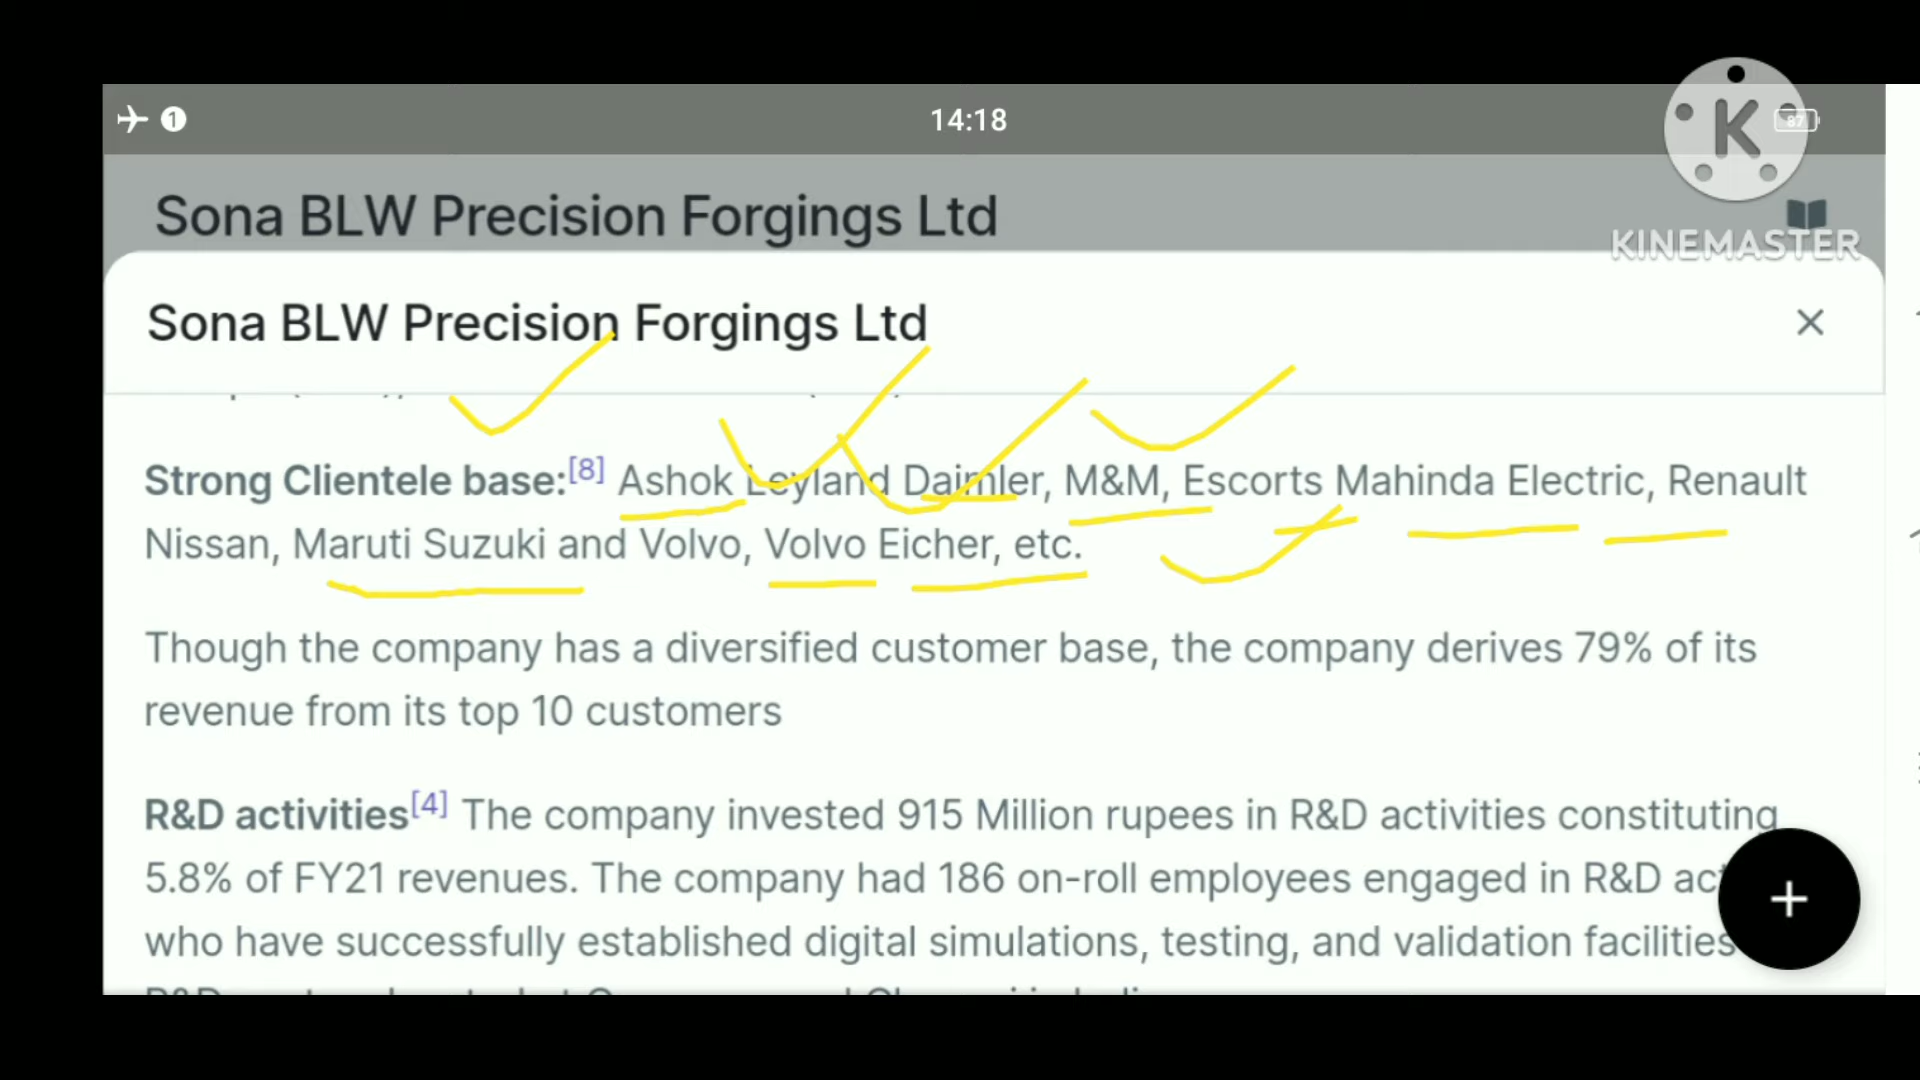 1
14:18
87
K
KINEMASTER
Sona BLW Precision Forgings Ltd
Sona BLW Precision Forgings Ltd
Strong Clientele base:[8] Ashok Leyland Daimler, M&M, Escorts Mahinda Electric, Renault
Nissan, Maruti Suzuki and Volvo, Volvo Eicher, etc.
Though the company has a diversified customer base, the company derives 79% of its
revenue from its top 10 customers
R&D activities[4] The company invested 915 Million rupees in R&D activities constituting
5.8% of FY21 revenues. The company had 186 on-roll employees engaged in R&D
who have successfully established digital simulations, testing, and validation facilities